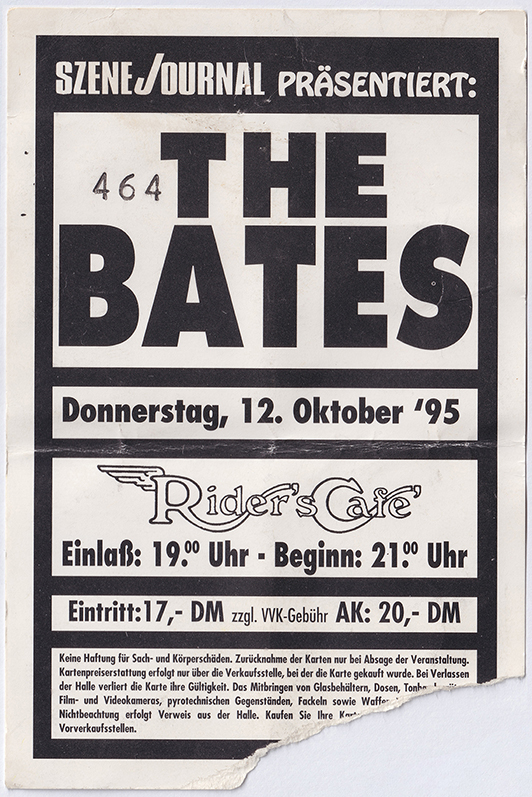 SZENE JOURNAL PRÄSENTIERT:
THE
464
BATES
Donnerstag, 12. Oktober '95
Rider's Café
Einlaß: 19.00 Uhr - Beginn: 21.00 Uhr
Eintritt:17,- DM zzgl. VVK-Gebühr AK: 20,- DM
Keine Haftung für Sach- und Körperschäden. Zurücknahme der Karten nur bei Absage der Veranstaltung.
Kartenpreiserstattung erfolgt nur über die Verkaufsstelle, bei der die Karte gekauft wurde. Bei Verlassen
der Halle verliert die Karte ihre Gültigkeit. Das Mitbringen von Glasbehältern, Dosen,
Film- und Videokameras, pyrotechnischen Gegenständen, Fackeln sowie
Nichtbeachtung erfolgt Verweis aus der Halle. Kaufen Sie Ihre
Vorverkaufsstellen.